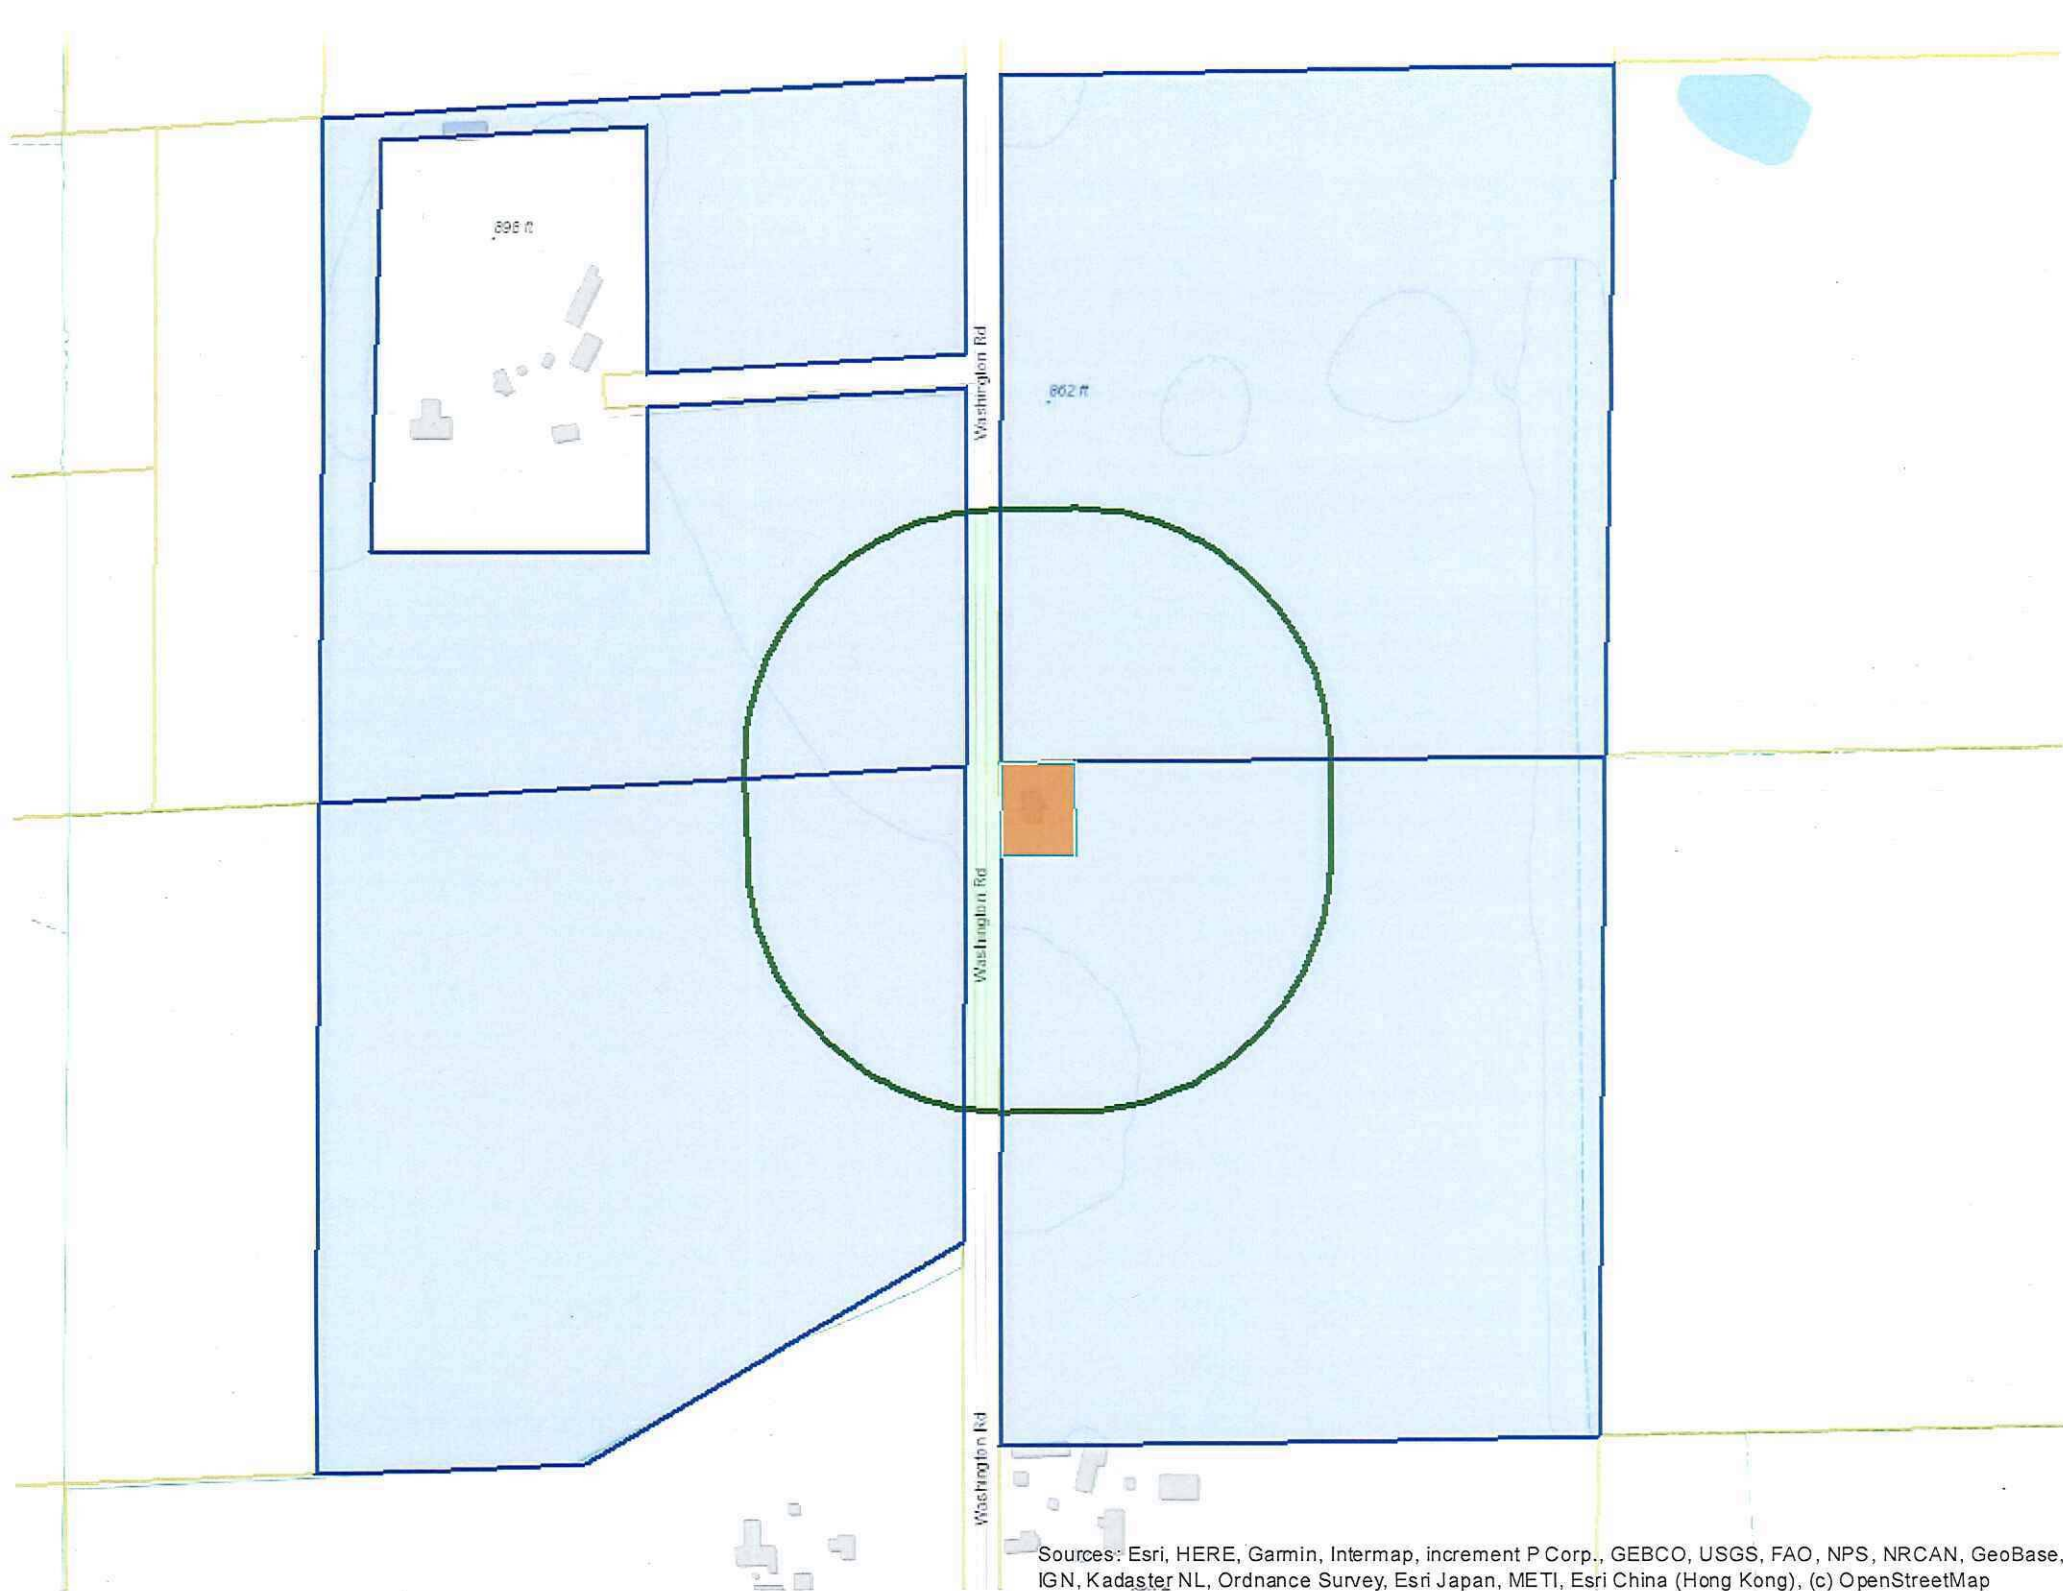 898 ft
Washington Rd
862 ft
Washington Rd
Washington Rd
Sources: Esri, HERE, Garmin, Intermap, increment P Corp., GEBCO, USGS, FAO, NPS, NRCAN, GeoBase,
IGN, Kadaster NL, Ordnance Survey, Esri Japan, METI, Esri China (Hong Kong), (c) OpenStreetMap